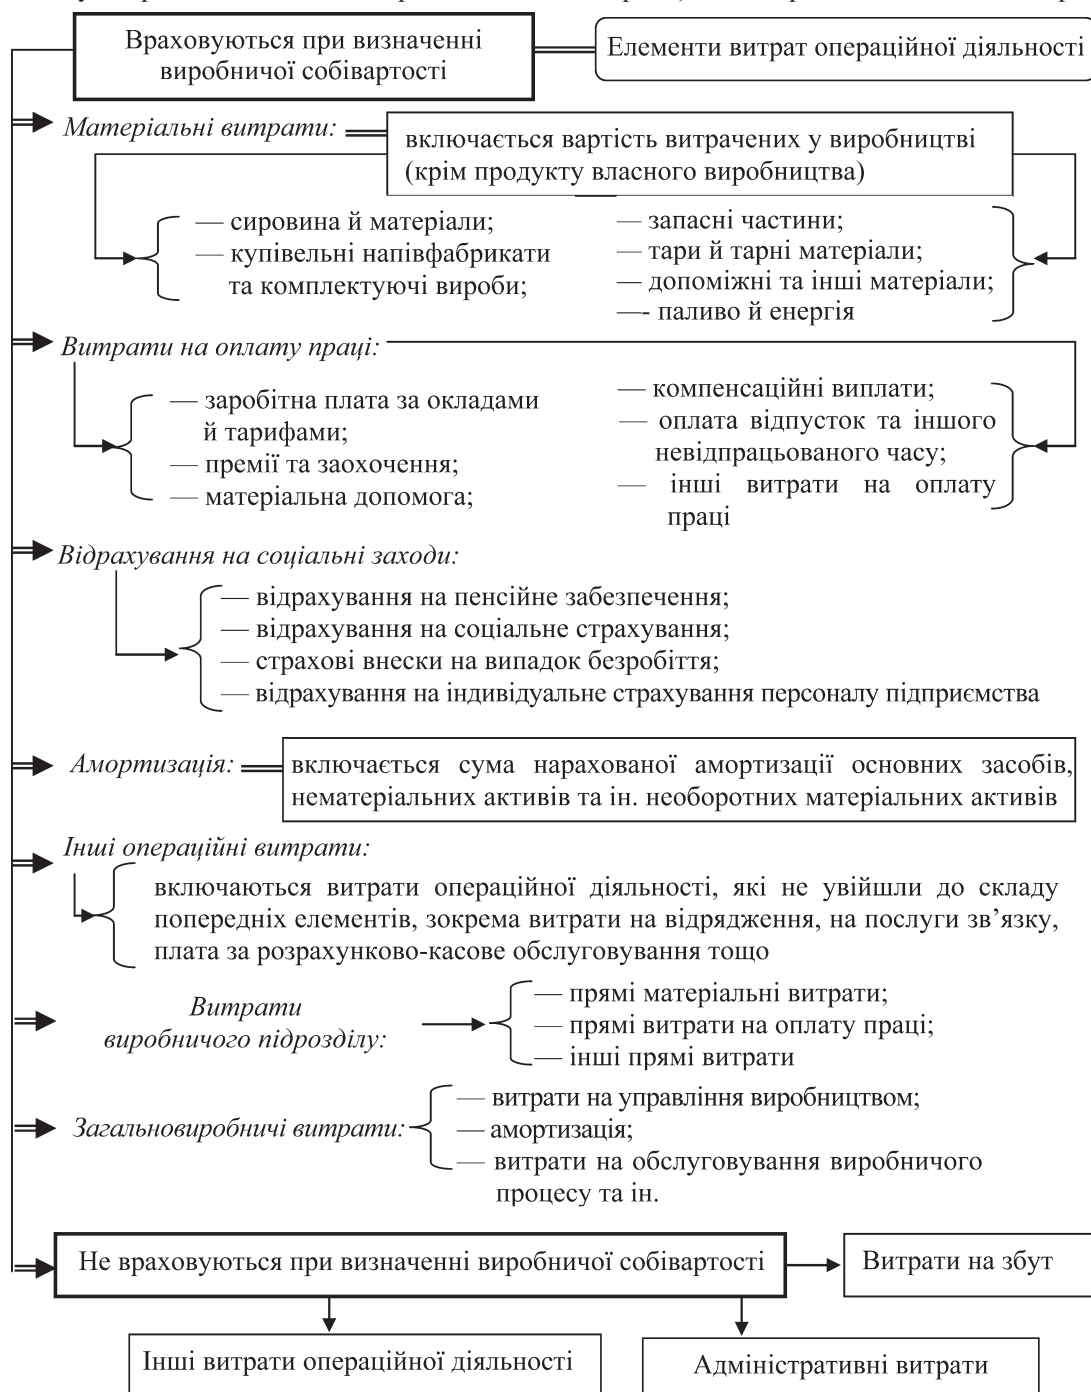 Враховуються при визначенні
виробничої собівартості
Елементи витрат операційної діяльності
Матеріальні витрати:
включається вартість витрачених у виробництві
(крім продукту власного виробництва)
— сировина й матеріали;
— купівельні напівфабрикати
та комплектуючі вироби;
— запасні частини;
— тари й тарні матеріали;
— допоміжні та інші матеріали;
—- паливо й енергія
Витрати на оплату праці:
— заробітна плата за окладами
й тарифами;
— премії та заохочення;
— матеріальна допомога;
— компенсаційні виплати;
— оплата відпусток та іншого
невідпрацьованого часу;
— інші витрати на оплату
праці
Відрахування на соціальні заходи:
— відрахування на пенсійне забезпечення;
— відрахування на соціальне страхування;
— страхові внески на випадок безробіття;
— відрахування на індивідуальне страхування персоналу підприємства
Амортизація:
включається сума нарахованої амортизації основних засобів,
нематеріальних активів та ін. необоротних матеріальних активів
Інші операційні витрати:
включаються витрати операційної діяльності, які не увійшли до складу
попередніх елементів, зокрема витрати на відрядження, на послуги зв’язку,
плата за розрахунково-касове обслуговування тощо
Витрати
виробничого підрозділу:
— прямі матеріальні витрати;
— прямі витрати на оплату праці;
— інші прямі витрати
Загальновиробничі витрати:
— витрати на управління виробництвом;
— амортизація;
— витрати на обслуговування виробничого
процесу та ін.
Не враховуються при визначенні виробничої собівартості
Витрати на збут
Інші витрати операційної діяльності
Адміністративні витрати